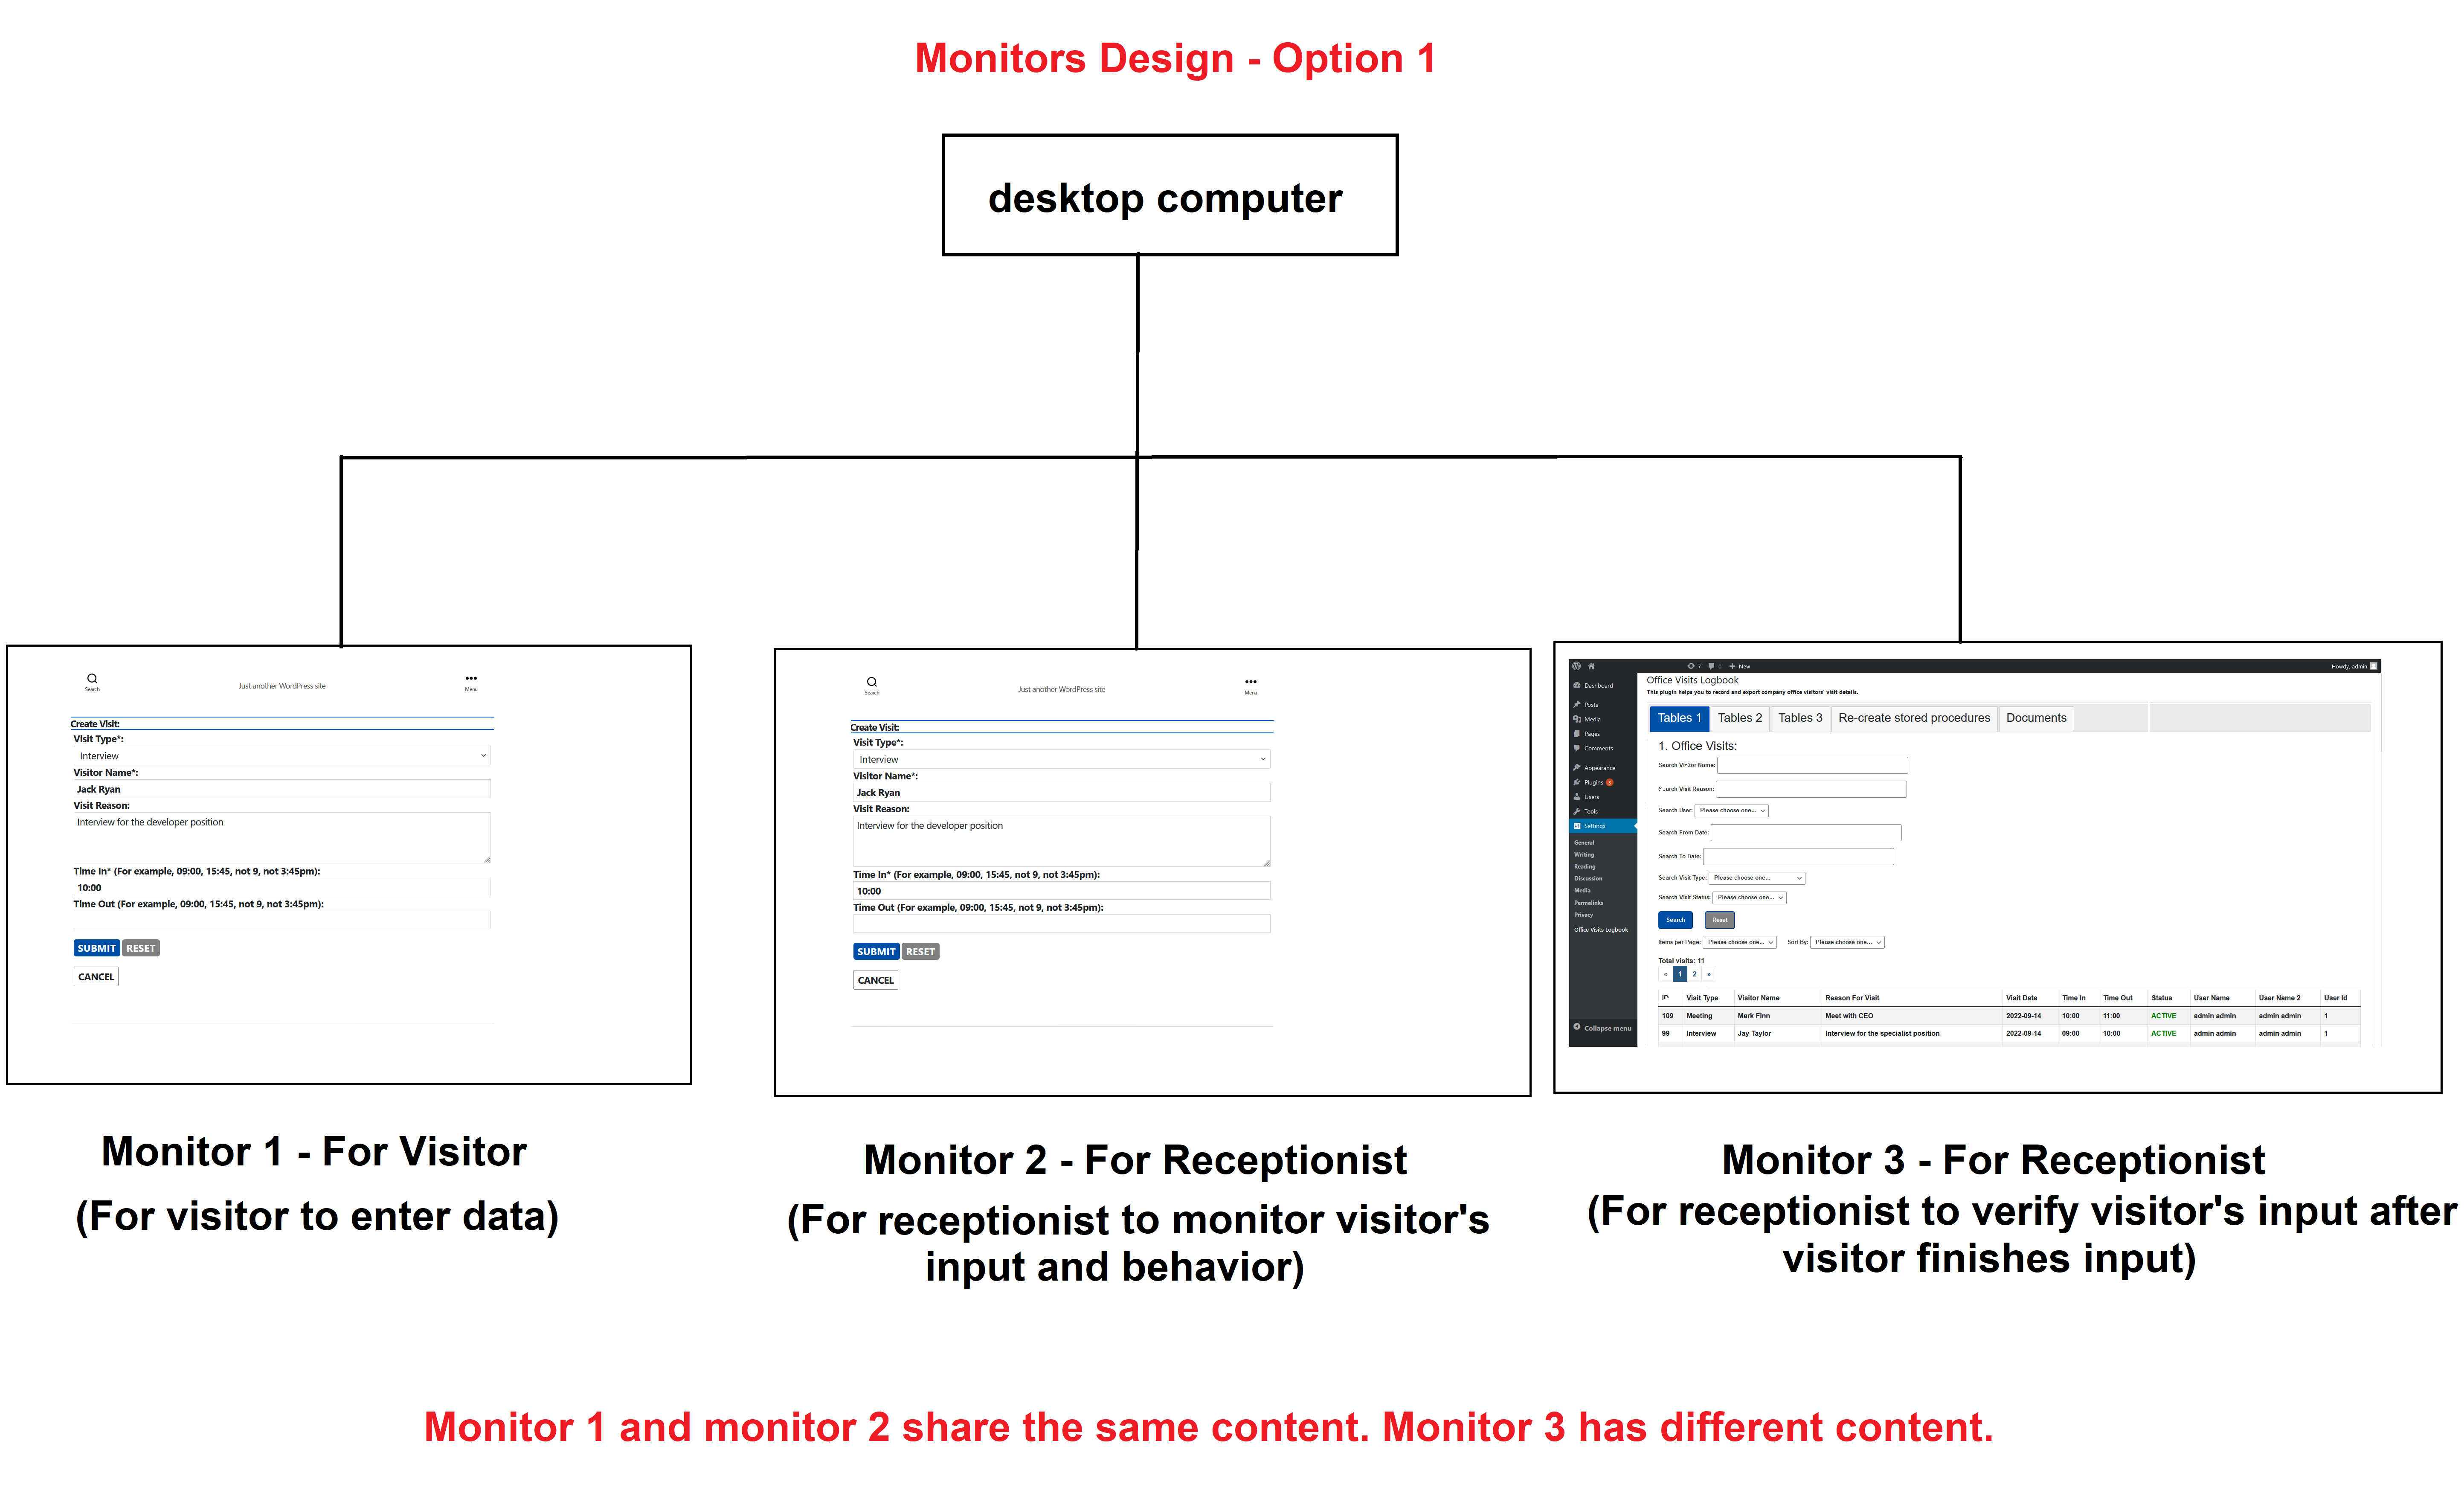 Monitors Design - Option 1
desktop computer
Search
Just another WordPress site
Menu
Create Visit:
Visit Type*:
Interview
Visitor Name*:
Jack Ryan
Visit Reason:
Interview for the developer position
Time In* (For example, 09:00, 15:45, not 9, not 3:45pm):
10:00
Time Out (For example, 09:00, 15:45, not 9, not 3:45pm):
SUBMIT RESET
CANCEL
Monitor 1 - For Visitor
(For visitor to enter data)
Search
Just another WordPress site
Menu
Create Visit:
Visit Type*:
Interview
Visitor Name*:
Jack Ryan
Visit Reason:
Interview for the developer position
Time In* (For example, 09:00, 15:45, not 9, not 3:45pm):
10:00
Time Out (For example, 09:00, 15:45, not 9, not 3:45pm):
SUBMIT RESET
CANCEL
Monitor 2 - For Receptionist
(For receptionist to monitor visitor's
input and behavior)
7 0 + New
Howdy, admin
Dashboard
Posts
Media
Pages
Comments
Appearance
Plugins 3
Users
Tools
Settings
General
Writing
Reading
Discussion
Media
Permalinks
Privacy
Office Visits Logbook
Collapse menu
Office Visits Logbook
This plugin helps you to record and export company office visitors' visit details.
Tables 1 Tables 2 Tables 3 Re-create stored procedures Documents
1. Office Visits:
Search Visitor Name:
Search Visit Reason:
Search User: Please choose one...
Search From Date:
Search To Date:
Search Visit Type: Please choose one...
Search Visit Status: Please choose one...
Search Reset
Items per Page: Please choose one... Sort By: Please choose one...
Total visits: 11
« 1 2 »
ID Visit Type Visitor Name Reason For Visit Visit Date Time In Time Out Status User Name User Name 2 User Id
109 Meeting Mark Finn Meet with CEO 2022-09-14 10:00 11:00 ACTIVE admin admin admin admin 1
99 Interview Jay Taylor Interview for the specialist position 2022-09-14 09:00 10:00 ACTIVE admin admin admin admin 1
Monitor 3 - For Receptionist
(For receptionist to verify visitor's input after
visitor finishes input)
Monitor 1 and monitor 2 share the same content. Monitor 3 has different content.